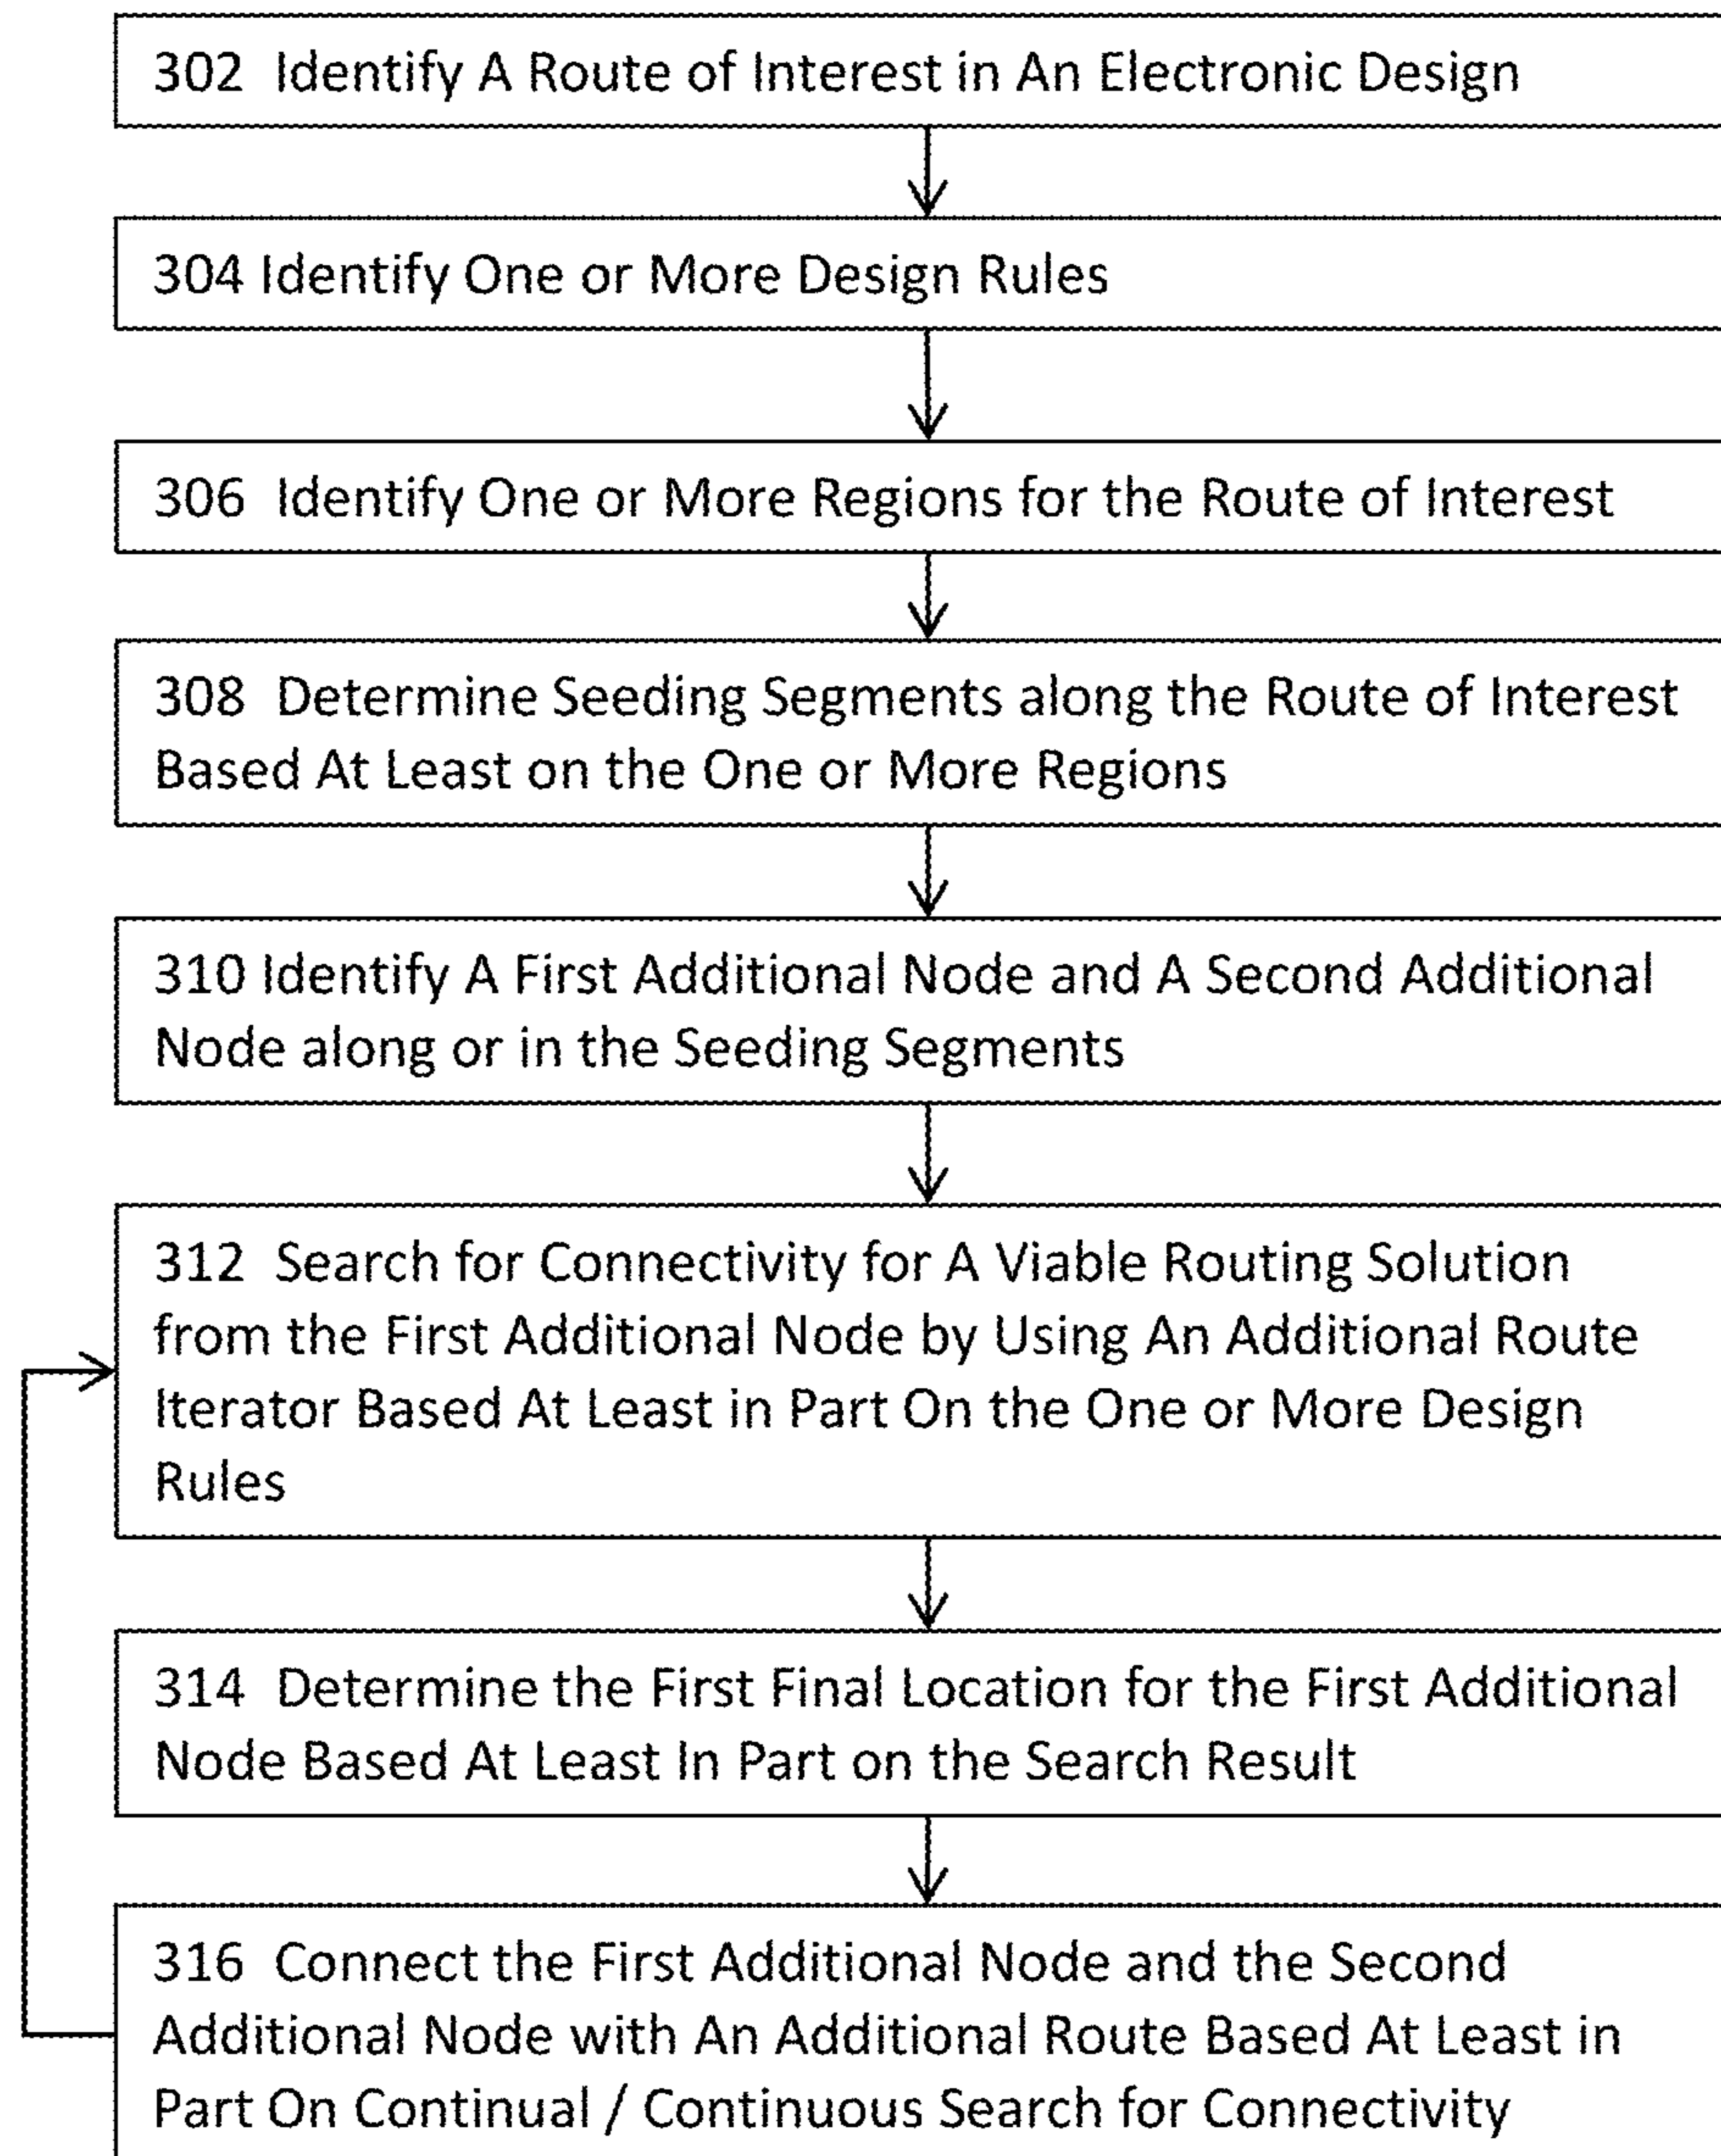 302 Identify A Route of Interest in An Electronic Design
304 Identify One or More Design Rules
306 Identify One or More Regions for the Route of Interest
308 Determine Seeding Segments along the Route of Interest
Based At Least on the One or More Regions
310 Identify A First Additional Node and A Second Additional
Node along or in the Seeding Segments
312 Search for Connectivity for A Viable Routing Solution
from the First Additional Node by Using An Additional Route
Iterator Based At Least in Part On the One or More Design
Rules
314 Determine the First Final Location for the First Additional
Node Based At Least In Part on the Search Result
316 Connect the First Additional Node and the Second
Additional Node with An Additional Route Based At Least in
Part On Continual / Continuous Search for Connectivity